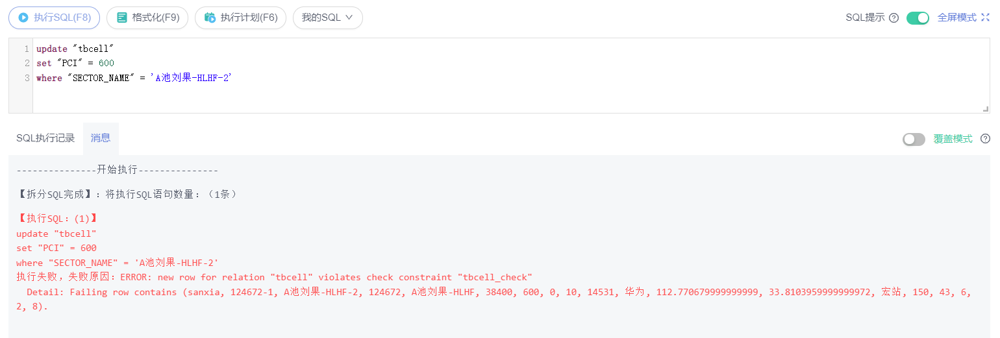 执行SQL(F8) 格式化(F9) 执行计划(F6) 我的SQL SQL提示 ? 全屏模式
1 update "tbcell"
2 set "PCI" = 600
3 where "SECTOR_NAME" = 'A池刘果-HLHF-2'
SQL执行记录 消息 覆盖模式 ?
---------------开始执行---------------
【拆分SQL完成】：将执行SQL语句数量：（1条）
【执行SQL：(1)】
update "tbcell"
set "PCI" = 600
where "SECTOR_NAME" = 'A池刘果-HLHF-2'
执行失败，失败原因：ERROR: new row for relation "tbcell" violates check constraint "tbcell_check"
Detail: Failing row contains (sanxia, 124672-1, A池刘果-HLHF-2, 124672, A池刘果-HLHF, 38400, 600, 0, 10, 14531, 华为, 112.770679999999999, 33.8103959999999972, 宏站, 150, 43, 6,
2, 8).